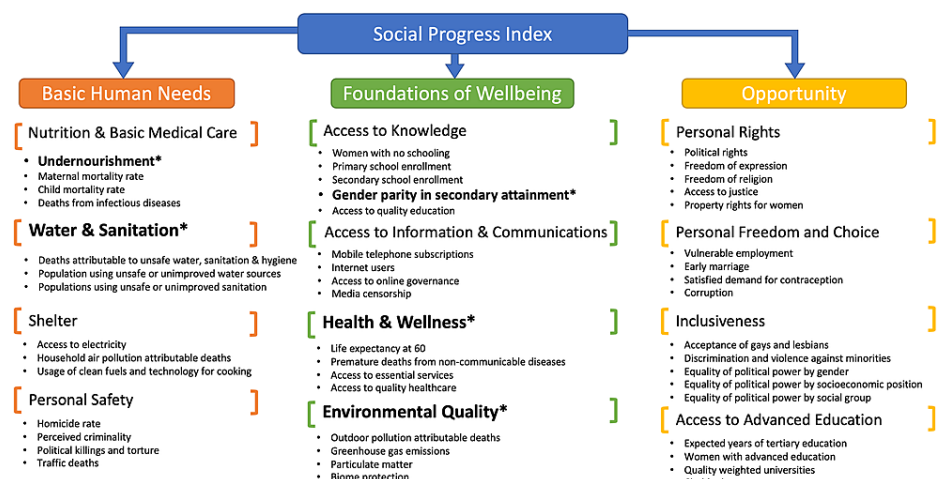 Social Progress Index
Basic Human Needs
Nutrition & Basic Medical Care
• Undernourishment*
• Maternal mortality rate
• Child mortality rate
• Deaths from infectious diseases
Water & Sanitation*
• Deaths attributable to unsafe water, sanitation & hygiene
• Population using unsafe or unimproved water sources
• Populations using unsafe or unimproved sanitation
Shelter
• Access to electricity
• Household air pollution attributable deaths
• Usage of clean fuels and technology for cooking
Personal Safety
• Homicide rate
• Perceived criminality
• Political killings and torture
• Traffic deaths
Foundations of Wellbeing
Access to Knowledge
• Women with no schooling
• Primary school enrollment
• Secondary school enrollment
• Gender parity in secondary attainment*
• Access to quality education
Access to Information & Communications
• Mobile telephone subscriptions
• Internet users
• Access to online governance
• Media censorship
Health & Wellness*
• Life expectancy at 60
• Premature deaths from non-communicable diseases
• Access to essential services
• Access to quality healthcare
Environmental Quality*
• Outdoor pollution attributable deaths
• Greenhouse gas emissions
• Particulate matter
• Biome protection
Opportunity
Personal Rights
• Political rights
• Freedom of expression
• Freedom of religion
• Access to justice
• Property rights for women
Personal Freedom and Choice
• Vulnerable employment
• Early marriage
• Satisfied demand for contraception
• Corruption
Inclusiveness
• Acceptance of gays and lesbians
• Discrimination and violence against minorities
• Equality of political power by gender
• Equality of political power by socioeconomic position
• Equality of political power by social group
Access to Advanced Education
• Expected years of tertiary education
• Women with advanced education
• Quality weighted universities